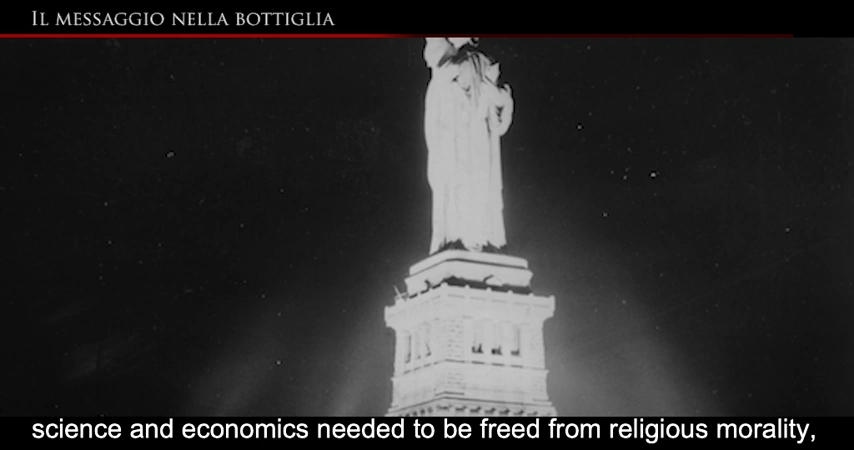 Il messaggio nella bottiglia
science and economics needed to be freed from religious morality,